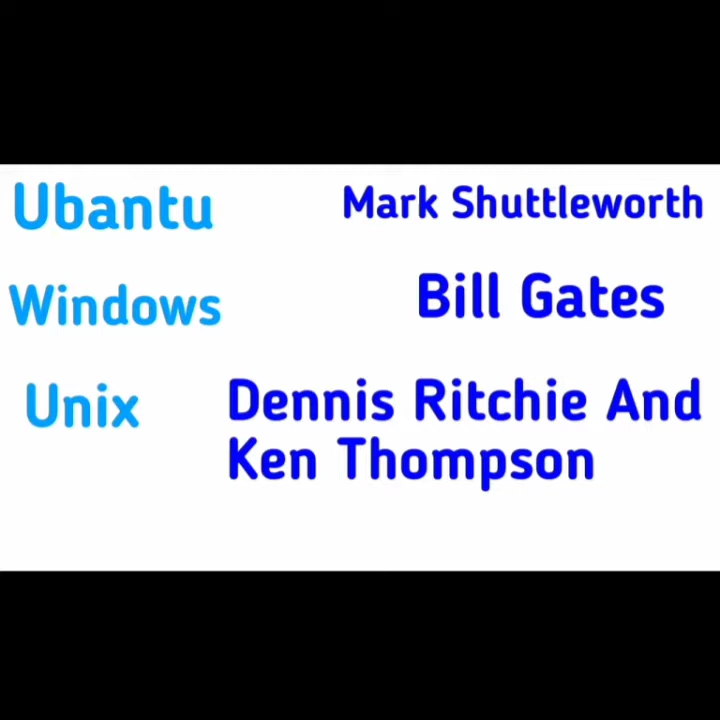 Ubantu Mark Shuttleworth
Windows Bill Gates
Unix Dennis Ritchie And
Ken Thompson